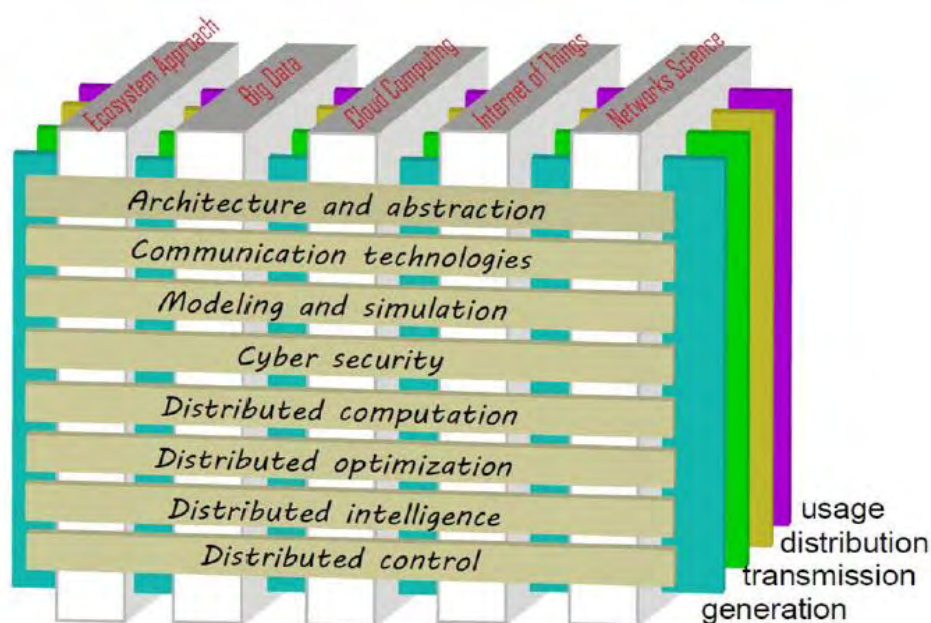 Ecosystem Approach
Big Data
Cloud Computing
Internet of Things
Networks Science
Architecture and abstraction
Communication technologies
Modeling and simulation
Cyber security
Distributed computation
Distributed optimization
Distributed intelligence
Distributed control
usage
distribution
transmission
generation